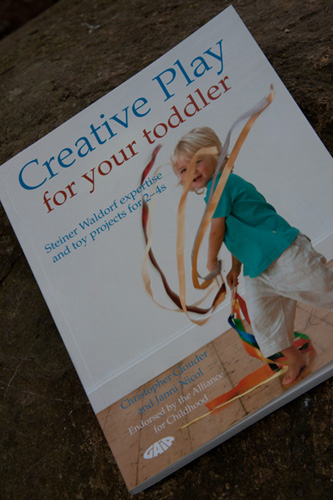 Creative Play
for your toddler
Steiner Waldorf expertise
and toy projects for 2–4s
Christopher Clouder
and Janni Nicol
Endorsed by the Alliance
for Childhood
GAIA